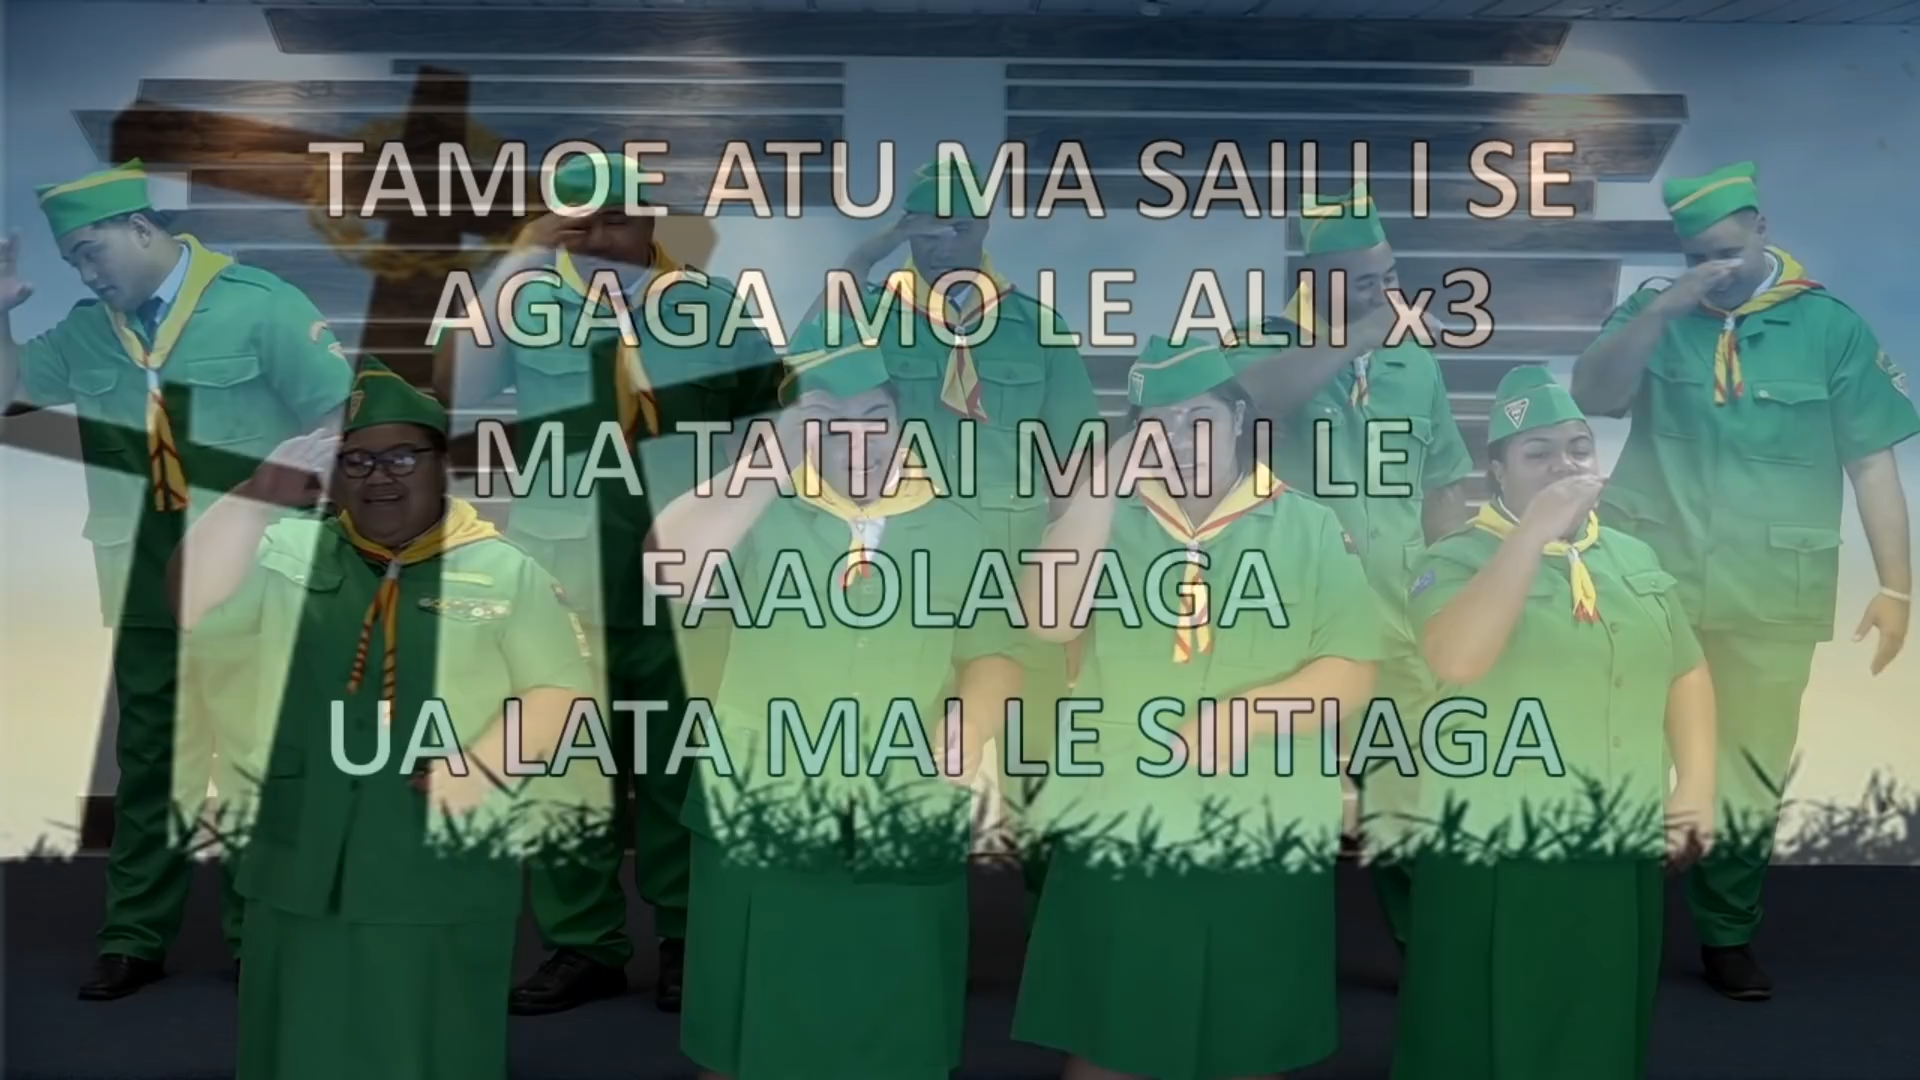 TAMOE ATU MA SAILI I SE
AGAGA MO LE ALII x3
MA TAITAI MAI I LE
FAAOLATAGA
UA LATA MAI LE SIITIAGA